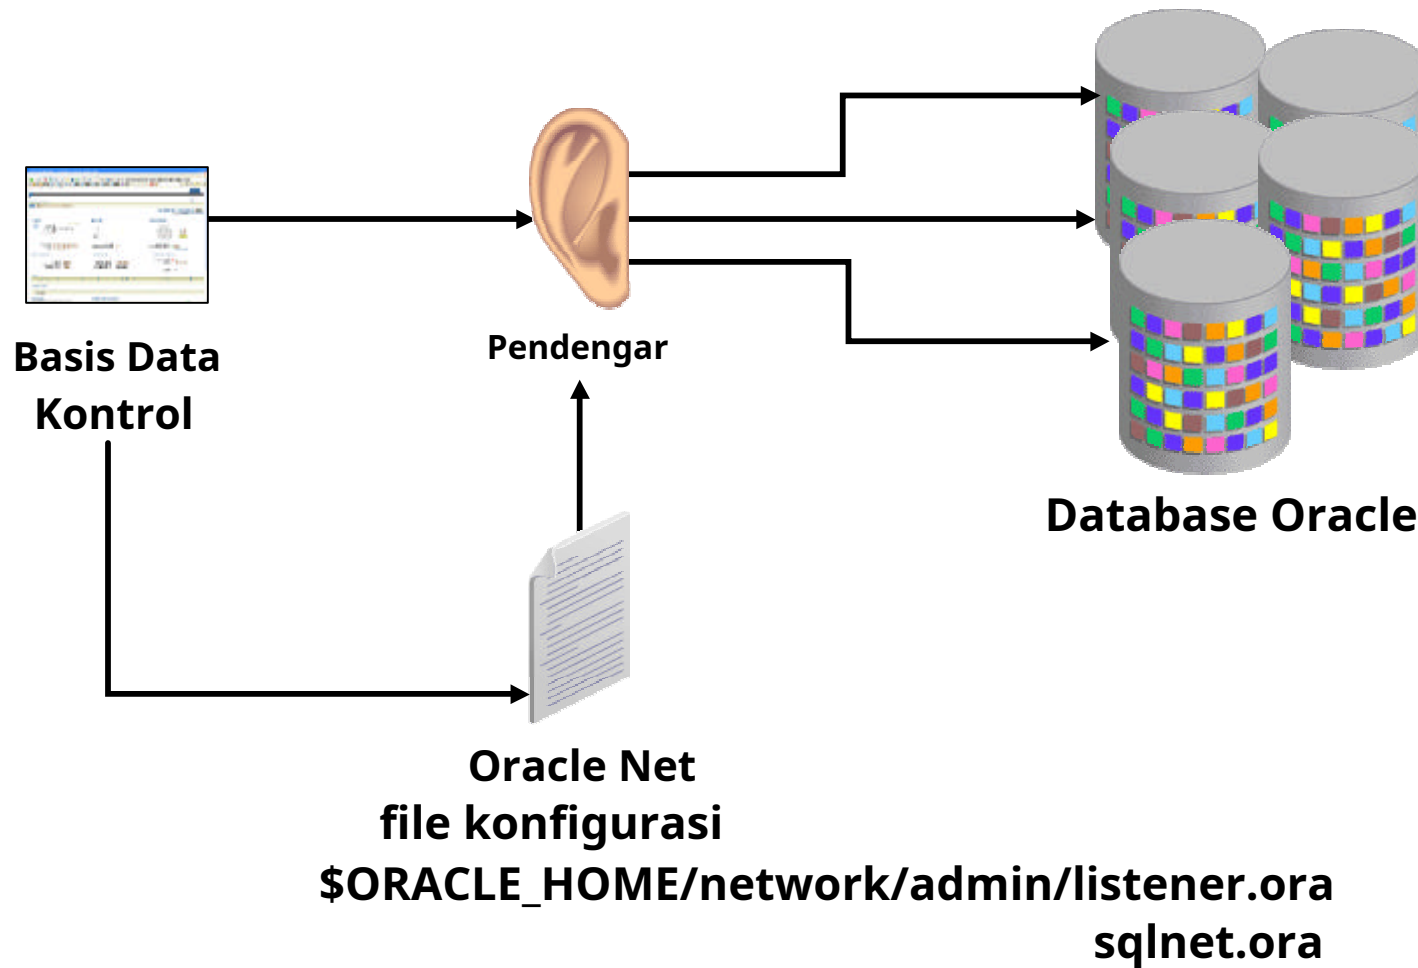 Basis Data
Kontrol
Pendengar
Database Oracle
Oracle Net
file konfigurasi
$ORACLE_HOME/network/admin/listener.ora
sqlnet.ora